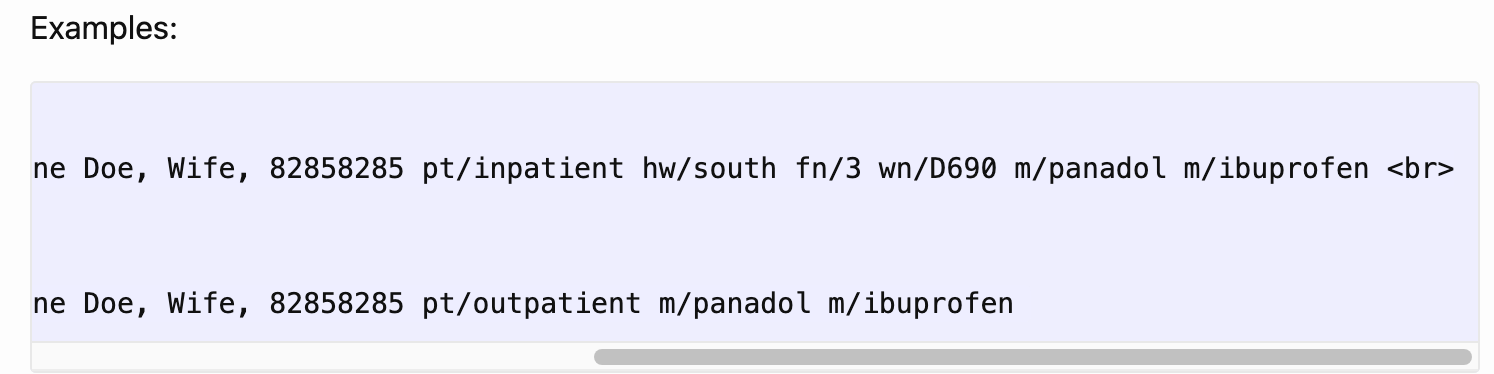 Examples:
ne Doe, Wife, 82858285 pt/inpatient hw/south fn/3 wn/D690 m/panadol m/ibuprofen <br>
ne Doe, Wife, 82858285 pt/outpatient m/panadol m/ibuprofen